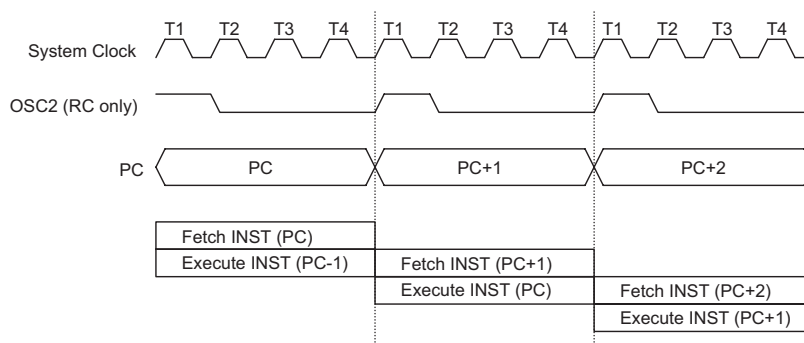 T1 T2 T3 T4 T1 T2 T3 T4 T1 T2 T3 T4
System Clock
OSC2 (RC only)
PC PC PC+1 PC+2
Fetch INST (PC)
Execute INST (PC-1) Fetch INST (PC+1)
Execute INST (PC) Fetch INST (PC+2)
Execute INST (PC+1)